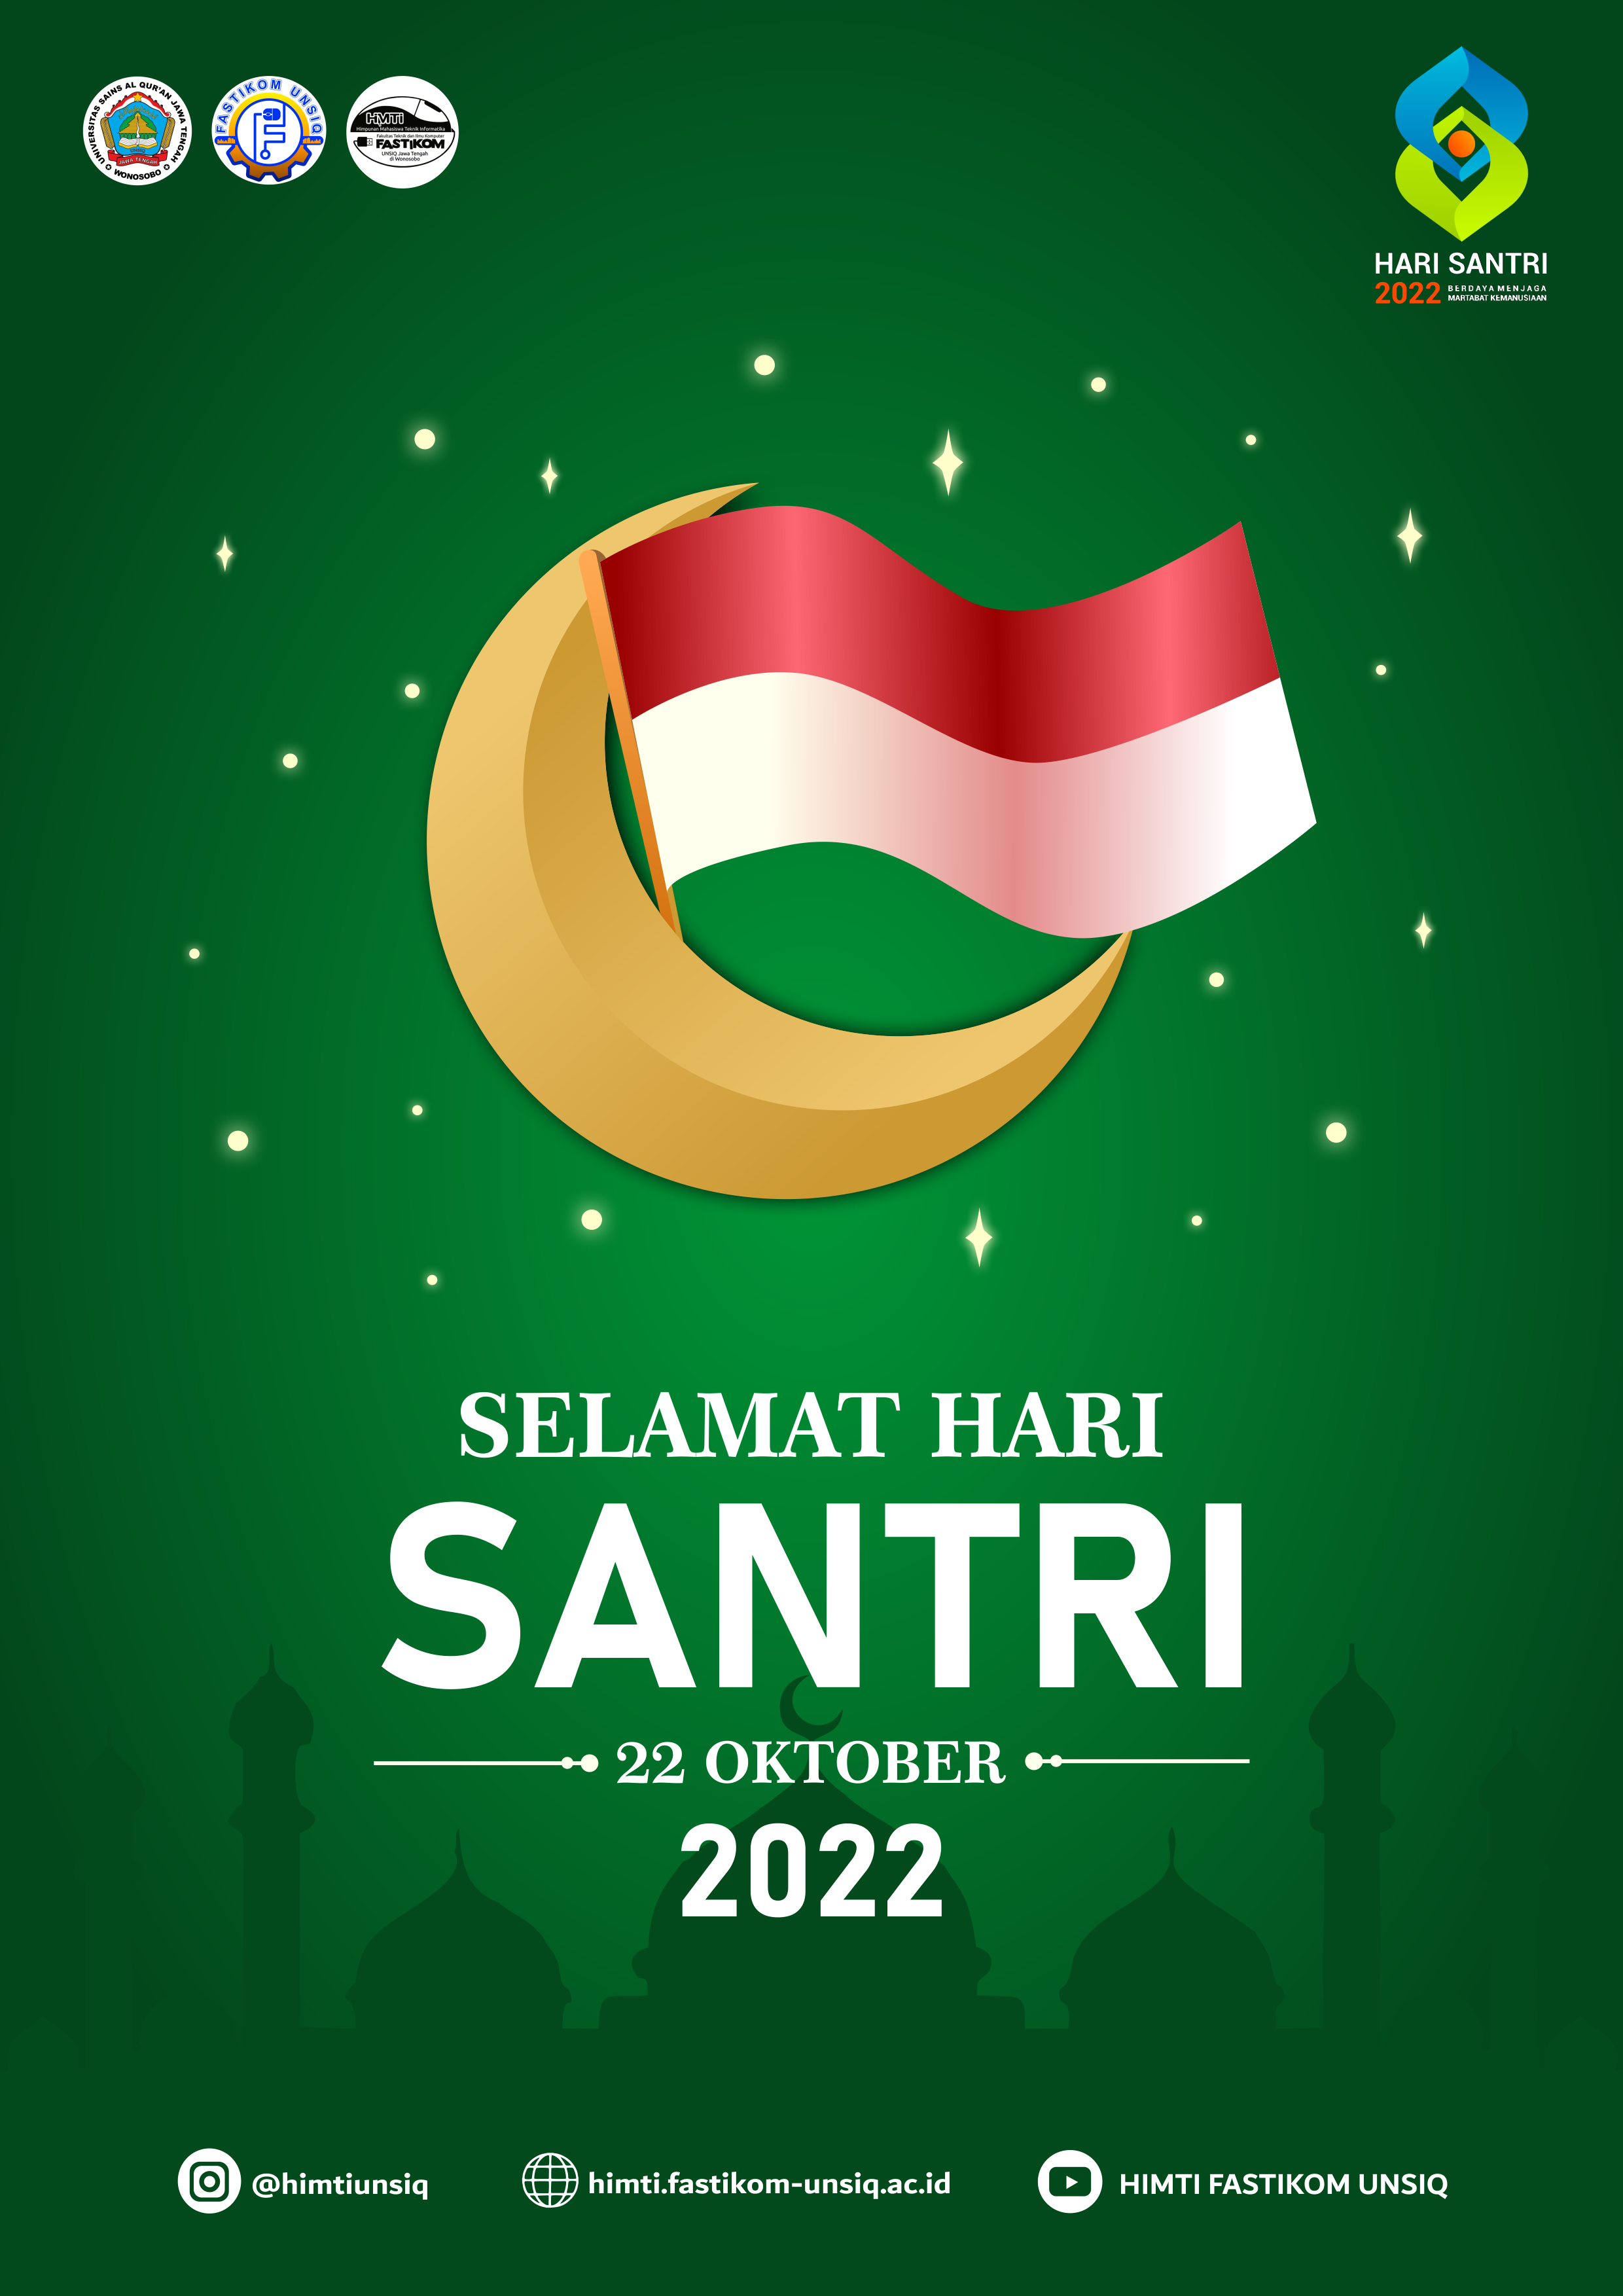 UNIVERSITAS SAINS AL QUR'AN JAWA TENGAH
JAWA TENGAH
WONOSOBO
FASTIKOM UNSIQ
F
HMTi
Himpunan Mahasiswa Teknik Informatika
Fakultas Teknik dan Ilmu Komputer
FASTIKOM
UNSIQ Jawa Tengah
di Wonosobo
HARI SANTRI
2022 BERDAYA MENJAGA
MARTABAT KEMANUSIAAN
SELAMAT HARI
SANTRI
22 OKTOBER
2022
@himtiunsiq
himti.fastikom-unsiq.ac.id
HIMTI FASTIKOM UNSIQ